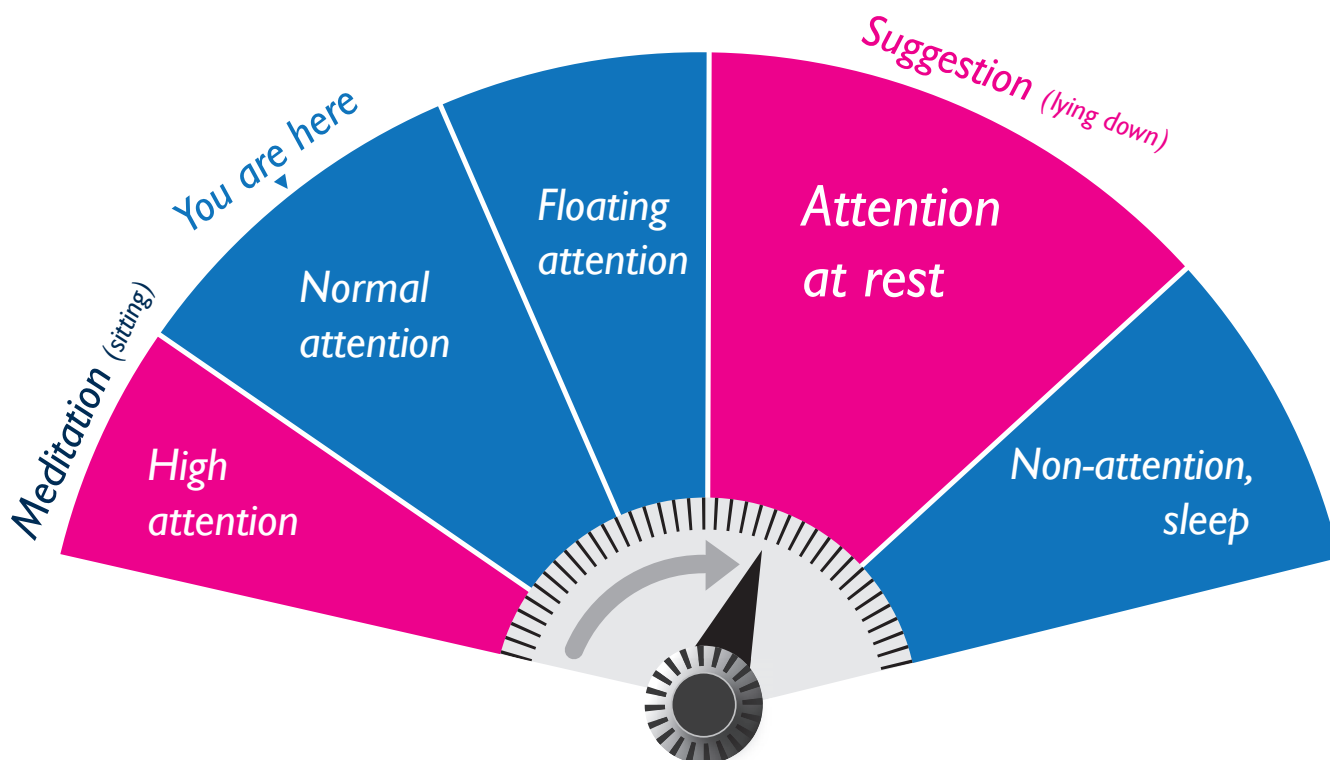 Meditation (sitting)
You are here
Suggestion (lying down)
High
attention
Normal
attention
Floating
attention
Attention
at rest
Non-attention,
sleep